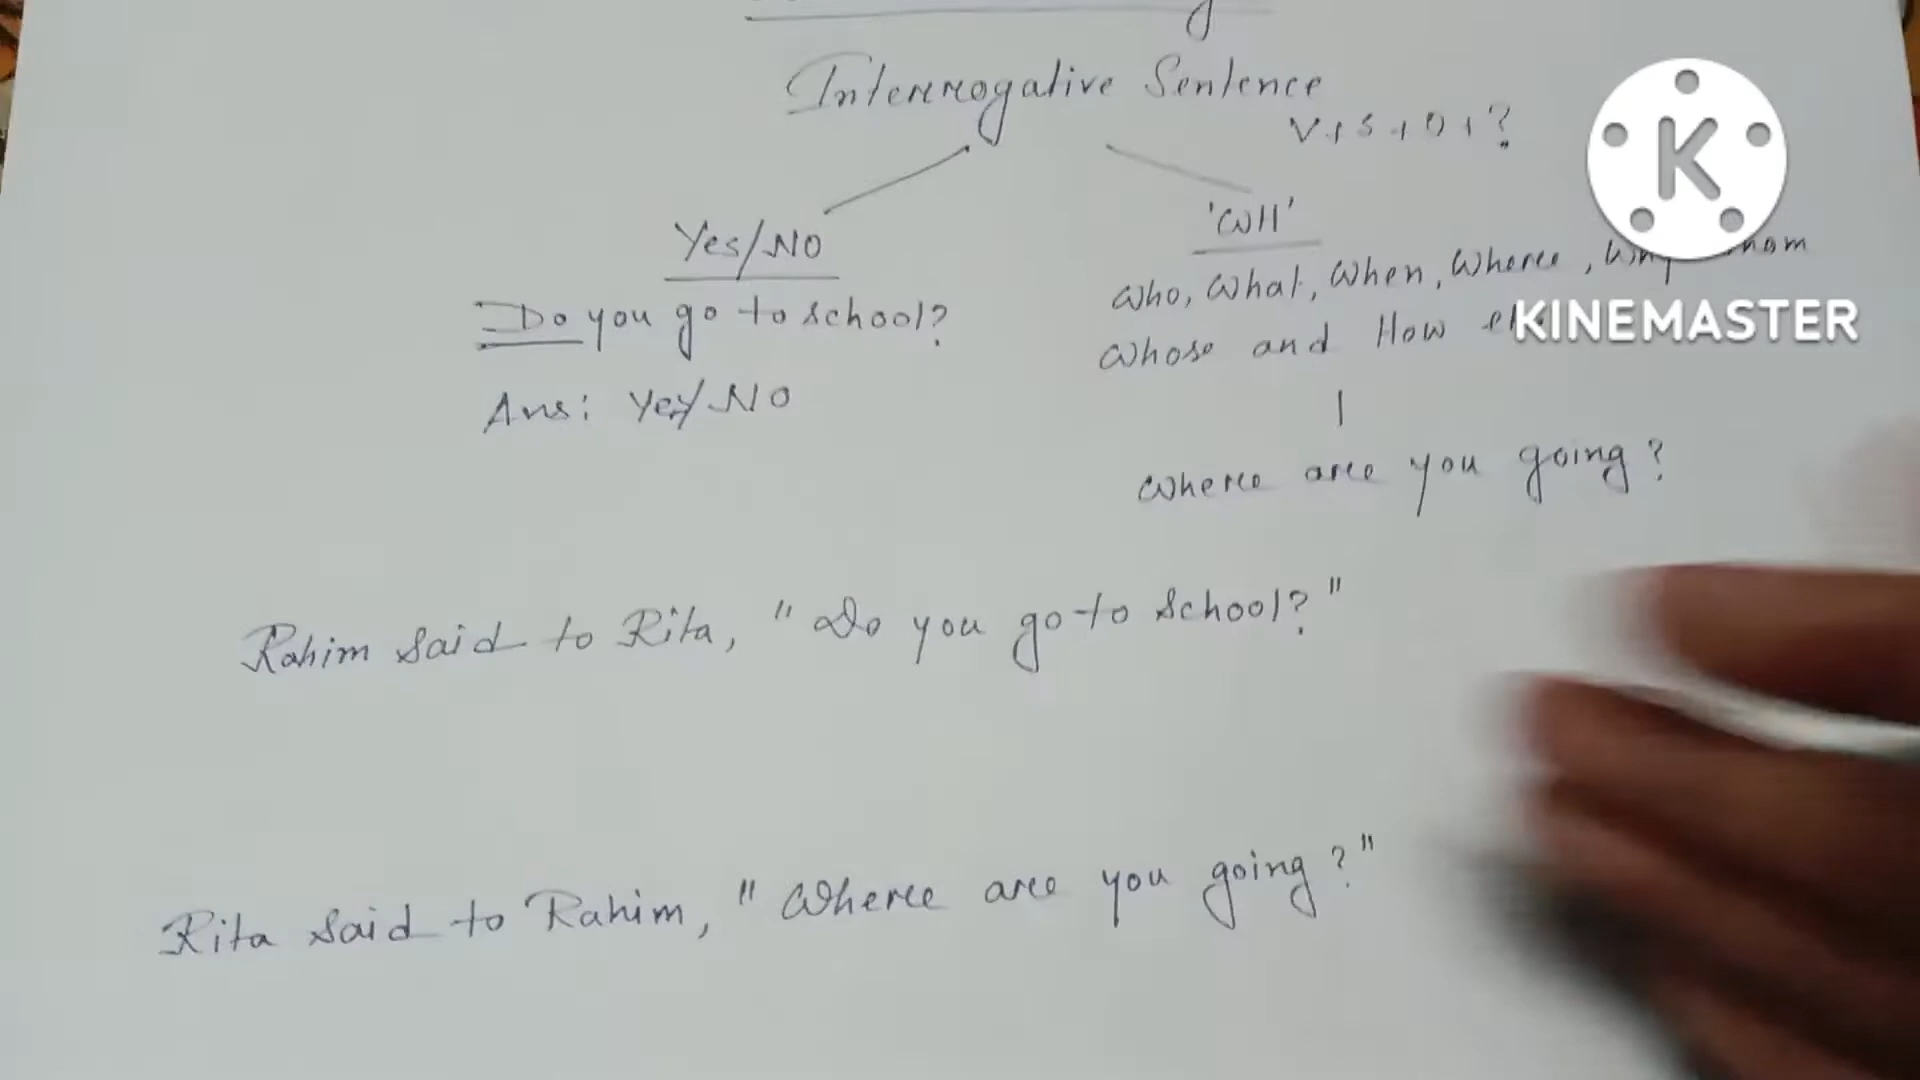 Interrogative Sentence
V + S + O + ?
Yes/NO
Do you go to school?
Ans: Yes/NO
'WH'
Who, What, When, Where, Why
Whose and How
Where are you going?
Rahim said to Rita, "Do you go to school?"
Rita said to Rahim, "Where are you going?"
K
KINEMASTER